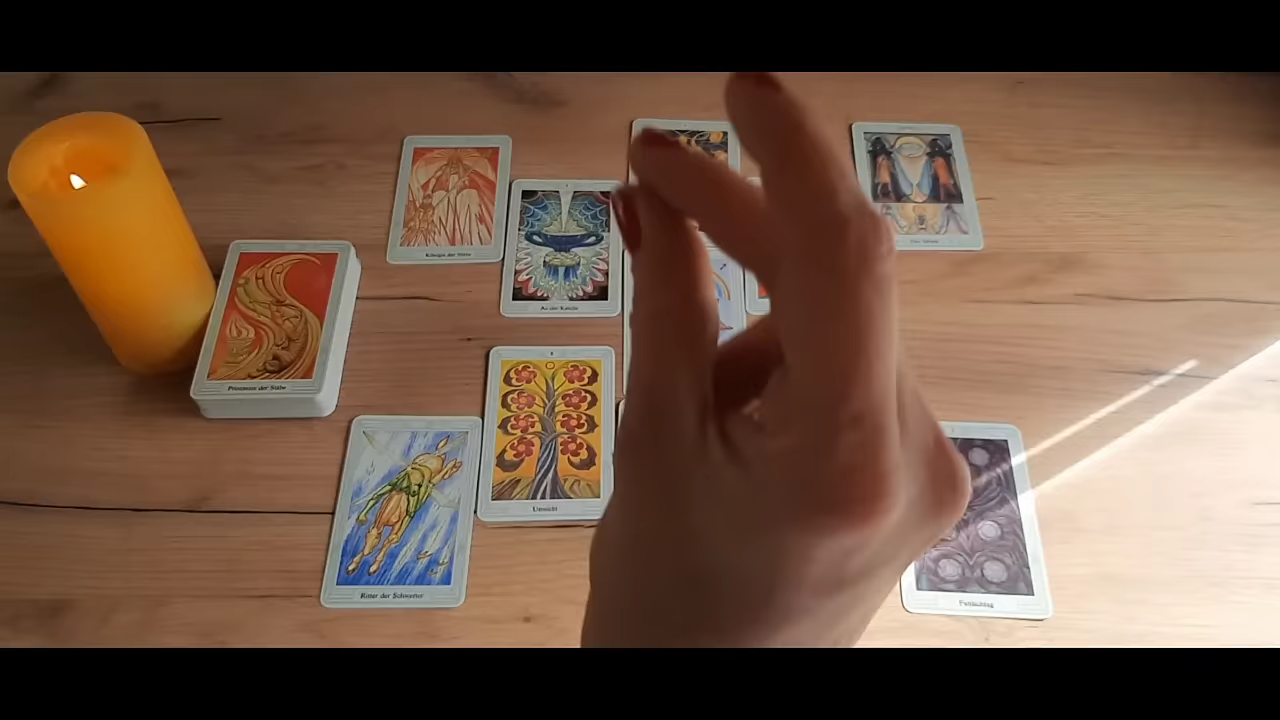 Königin der Stäbe
As der Kelche
Prinzessin der Stäbe
Umsicht
Ritter der Schwerter
Fehlschlag